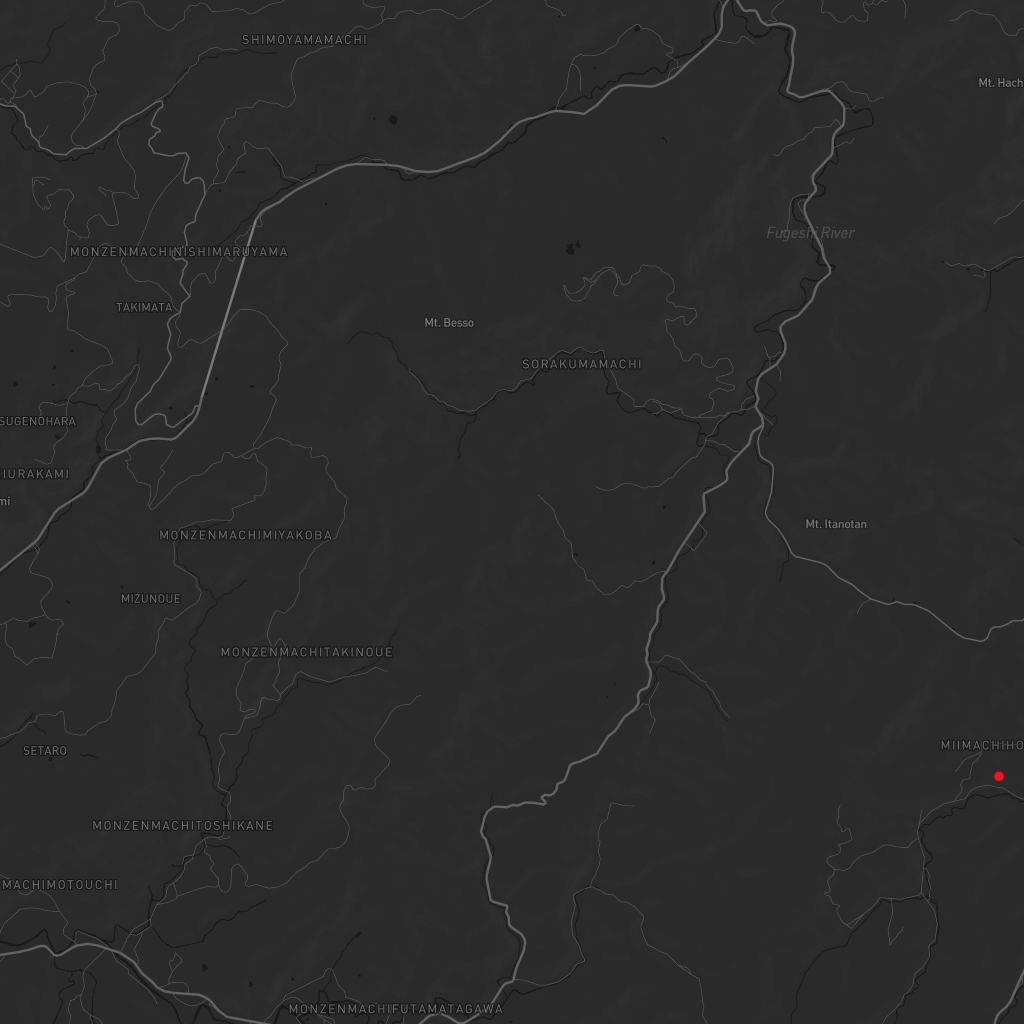 SHIMOYAMAMACHI
Mt. Hach
Fugeshi River
MONZENMACHINISHIMARUYAMA
TAKIMATA
Mt. Besso
SORAKUMAMACHI
SUGENOHARA
IURAKAMI
mi
Mt. Itanotan
MONZENMACHIMIYAKOBA
MIZUNOUE
MONZENMACHITAKINOUE
SETARO
MIIMACHIHO
MONZENMACHITOSHIKANE
MACHIMOTOUCHI
MONZENMACHIFUTAMATAGAWA